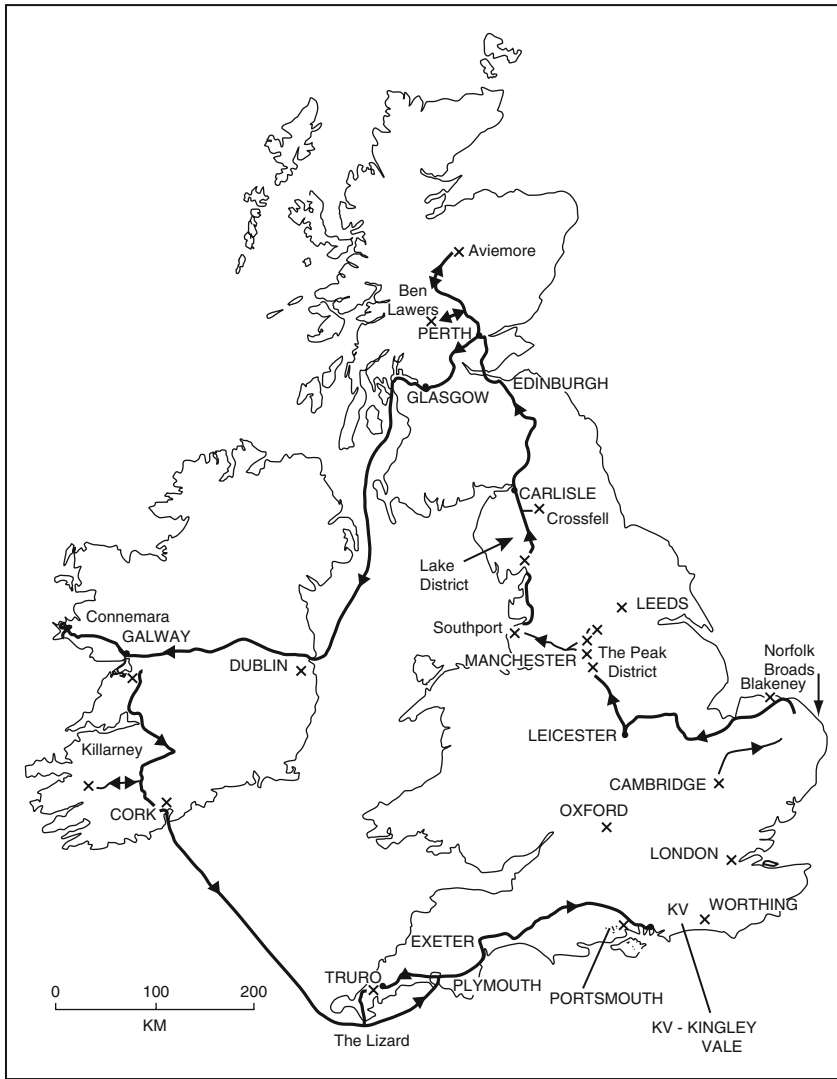 Aviemore
Ben
Lawers
PERTH
EDINBURGH
GLASGOW
CARLISLE
Crossfell
Lake
District
LEEDS
Connemara
GALWAY
Southport
DUBLIN
MANCHESTER
The Peak
District
Norfolk
Broads
Blakeney
LEICESTER
Killarney
CAMBRIDGE
CORK
OXFORD
LONDON
KV
WORTHING
EXETER
TRURO
PLYMOUTH
PORTSMOUTH
0 100 200
KM
KV - KINGLEY
VALE
The Lizard